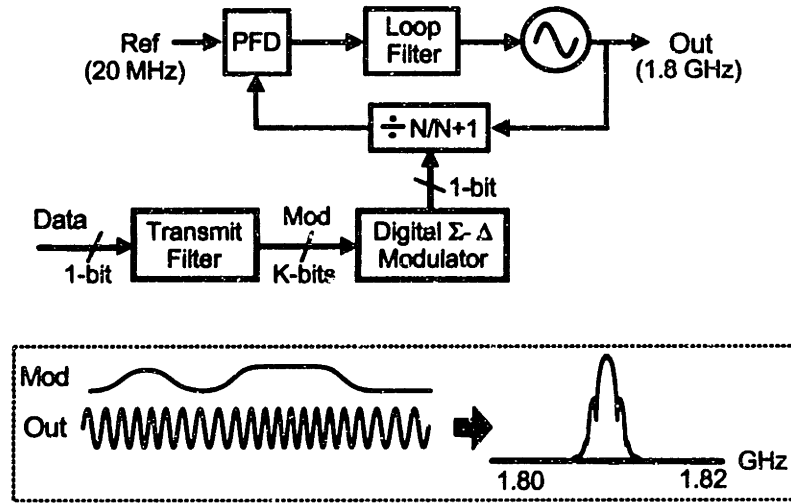 Ref
(20 MHz)
PFD
Loop
Filter
Out
(1.8 GHz)
÷ N/N+1
1-bit
Data
1-bit
Transmit
Filter
Mod
K-bits
Digital Σ-Δ
Modulator
Mod
Out
1.80
1.82
GHz